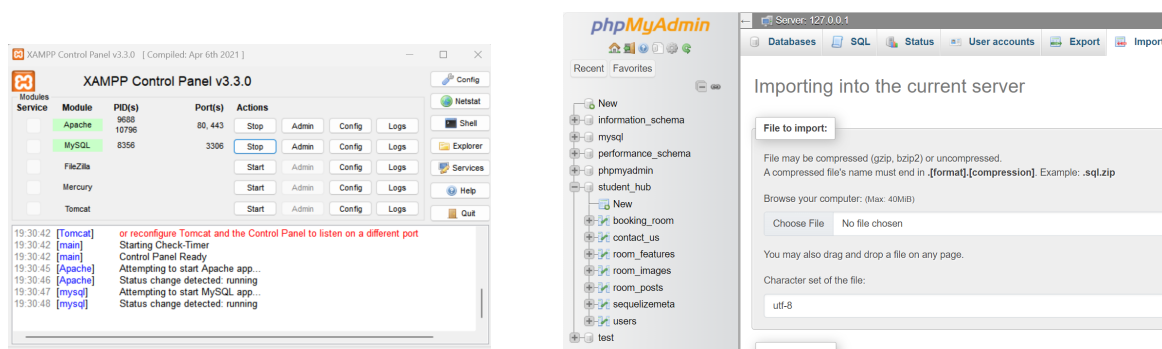 XAMPP Control Panel v3.3.0 [ Compiled: Apr 6th 2021 ]
XAMPP Control Panel v3.3.0
Config
Modules
Service Module PID(s) Port(s) Actions
Netstat
Apache 9688 10796 80, 443 Stop Admin Config Logs
Shell
MySQL 8356 3306 Stop Admin Config Logs
Explorer
FileZilla Start Admin Config Logs
Services
Mercury Start Admin Config Logs
Help
Tomcat Start Admin Config Logs
Quit
19:30:42 [Tomcat] or reconfigure Tomcat and the Control Panel to listen on a different port
19:30:42 [main] Starting Check-Timer
19:30:42 [main] Control Panel Ready
19:30:45 [Apache] Attempting to start Apache app...
19:30:46 [Apache] Status change detected: running
19:30:47 [mysql] Attempting to start MySQL app...
19:30:48 [mysql] Status change detected: running
phpMyAdmin
Recent Favorites
New
information_schema
mysql
performance_schema
phpmyadmin
student_hub
New
booking_room
contact_us
room_features
room_images
room_posts
sequelizemeta
users
test
Server: 127.0.0.1
Databases SQL Status User accounts Export Import
Importing into the current server
File to import:
File may be compressed (gzip, bzip2) or uncompressed.
A compressed file's name must end in .[format].[compression]. Example: .sql.zip
Browse your computer: (Max: 40MiB)
Choose File No file chosen
You may also drag and drop a file on any page.
Character set of the file:
utf-8